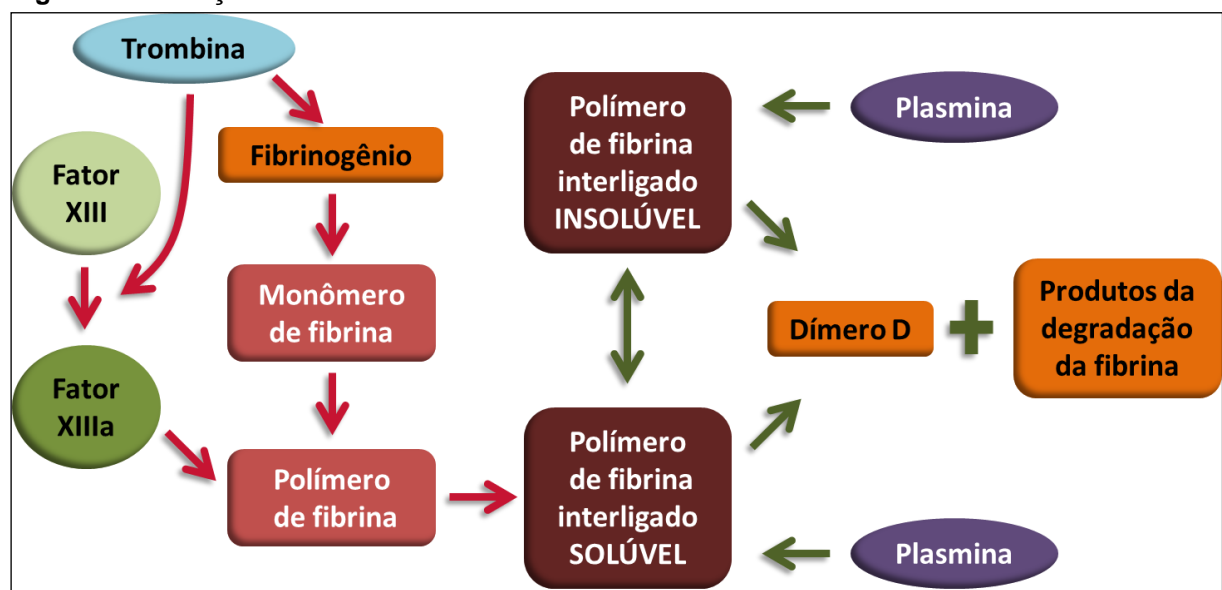 Trombina
Fator
XIII
Fibrinogênio
Monômero
de fibrina
Fator
XIIIa
Polímero
de fibrina
Polímero
de fibrina
interligado
INSOLÚVEL
Plasmina
Dímero D
Produtos da
degradação
da fibrina
Polímero
de fibrina
interligado
SOLÚVEL
Plasmina